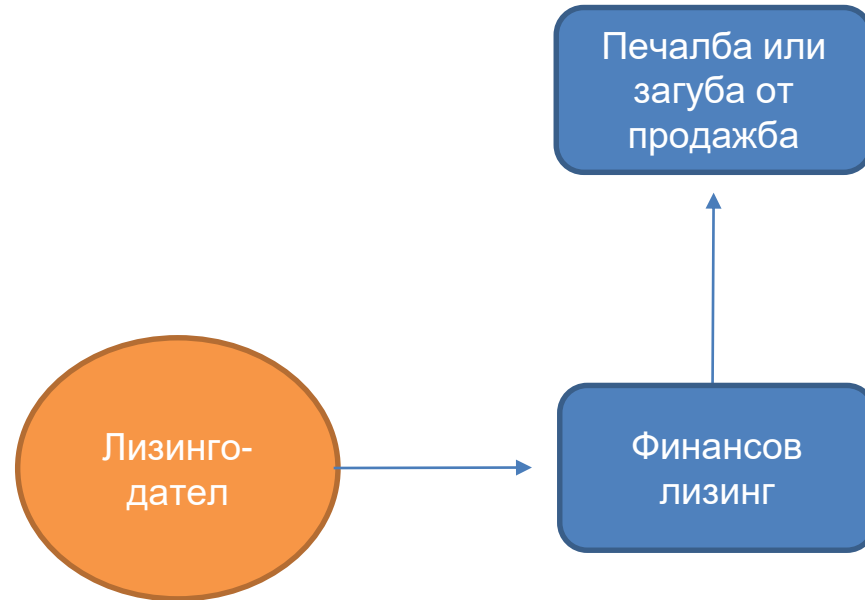 Печалба или
загуба от
продажба
Лизинго-
дател
Финансов
лизинг